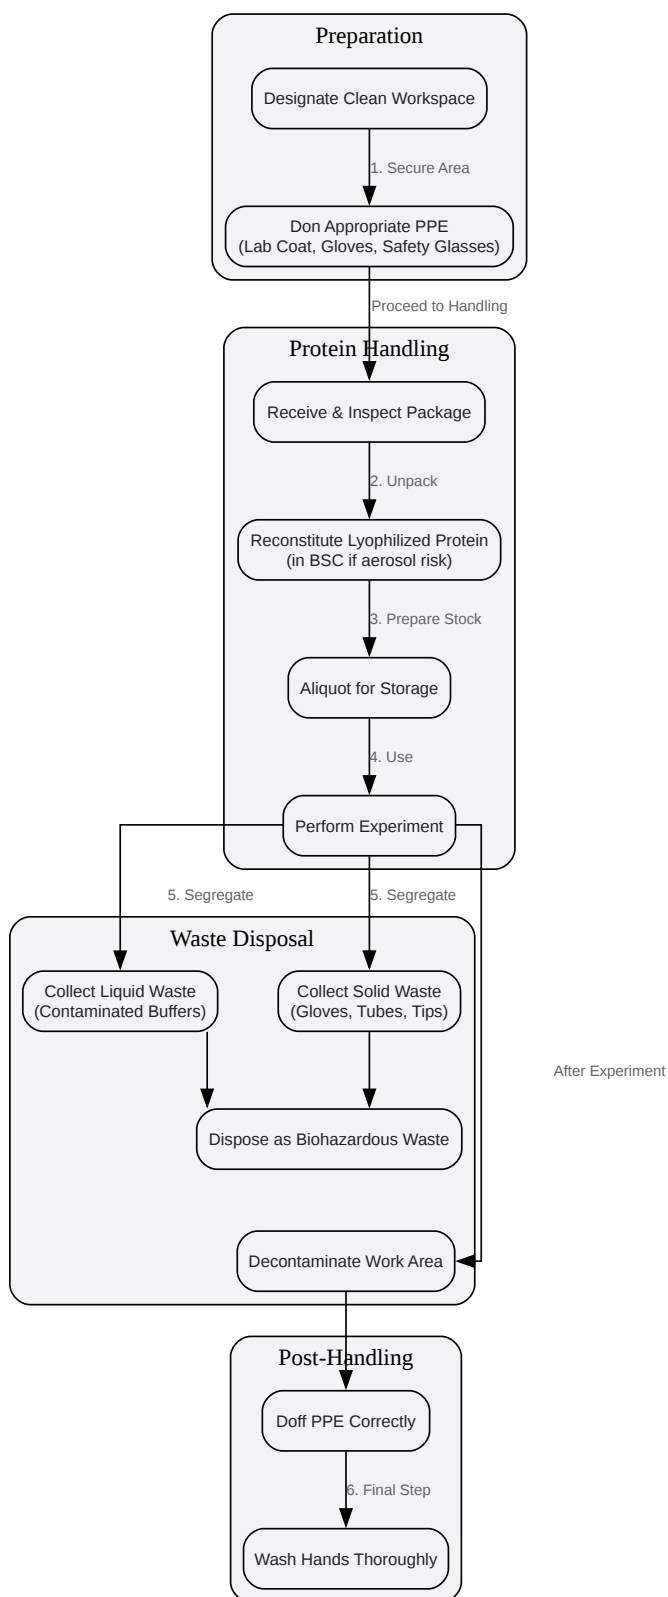 Preparation
Designate Clean Workspace
1. Secure Area
Don Appropriate PPE
(Lab Coat, Gloves, Safety Glasses)
Proceed to Handling
Protein Handling
Receive & Inspect Package
2. Unpack
Reconstitute Lyophilized Protein
(in BSC if aerosol risk)
3. Prepare Stock
Aliquot for Storage
4. Use
Perform Experiment
5. Segregate
5. Segregate
Waste Disposal
Collect Liquid Waste
(Contaminated Buffers)
Collect Solid Waste
(Gloves, Tubes, Tips)
After Experiment
Dispose as Biohazardous Waste
Decontaminate Work Area
Post-Handling
Doff PPE Correctly
6. Final Step
Wash Hands Thoroughly